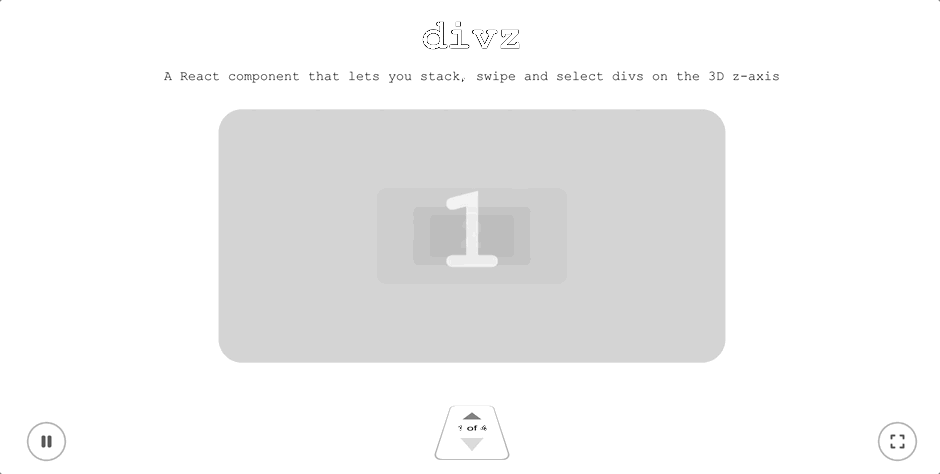 divz
A React component that lets you stack, swipe and select divs on the 3D z-axis
1
1 of 4